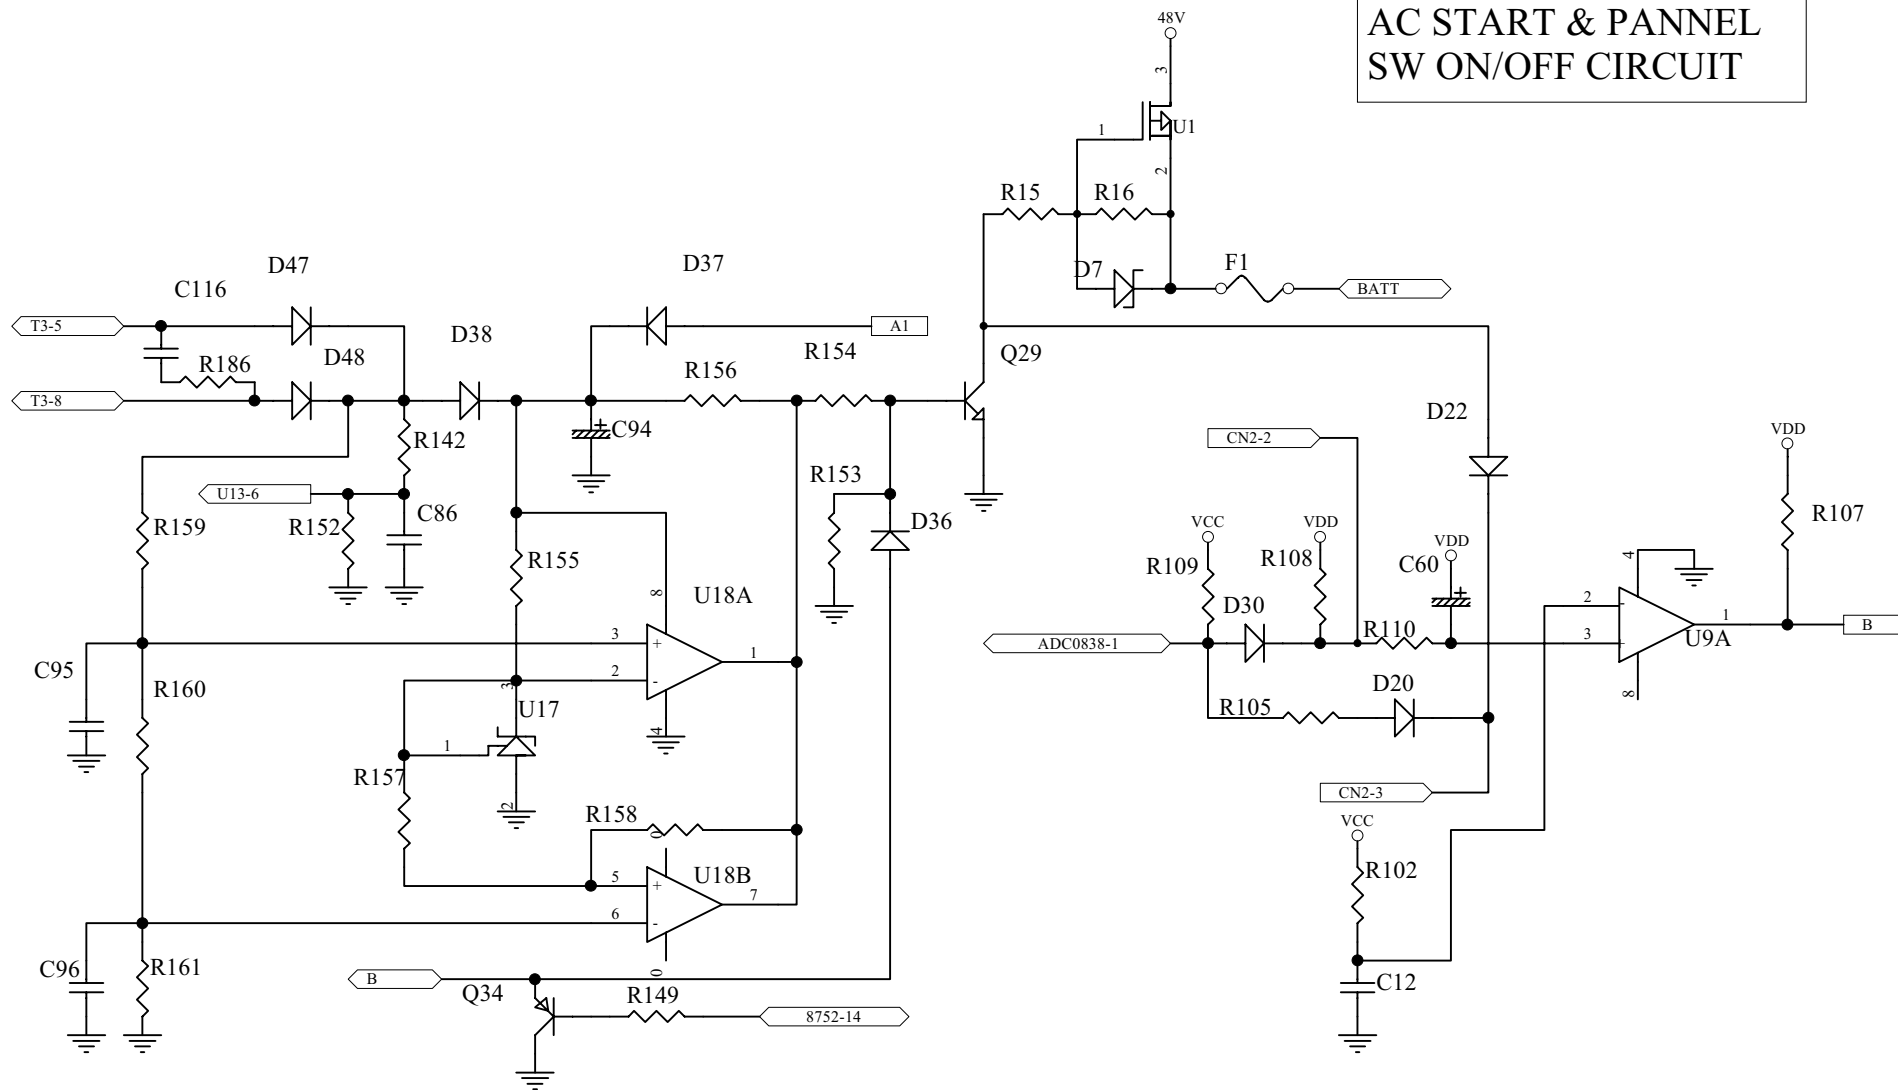 AC START & PANNEL
SW ON/OFF CIRCUIT
48V
3
1
U1
2
R15
R16
D47
D37
D7
F1
BATT
C116
T3-5
D38
A1
D48
R154
Q29
R186
R156
T3-8
C94
R142
D22
CN2-2
VDD
R153
U13-6
C86
D36
R159
R152
VCC
VDD
R107
VDD
R155
R109
R108
C60
4
8
U18A
D30
2
1
3
+
1
ADC0838-1
R110
3
U9A
B
C95
2
-
R160
3
U17
D20
8
R105
4
1
R157
2
CN2-3
R158
0
VCC
U18B
R102
5
+
7
6
-
C96
R161
0
B
Q34
C12
R149
8752-14